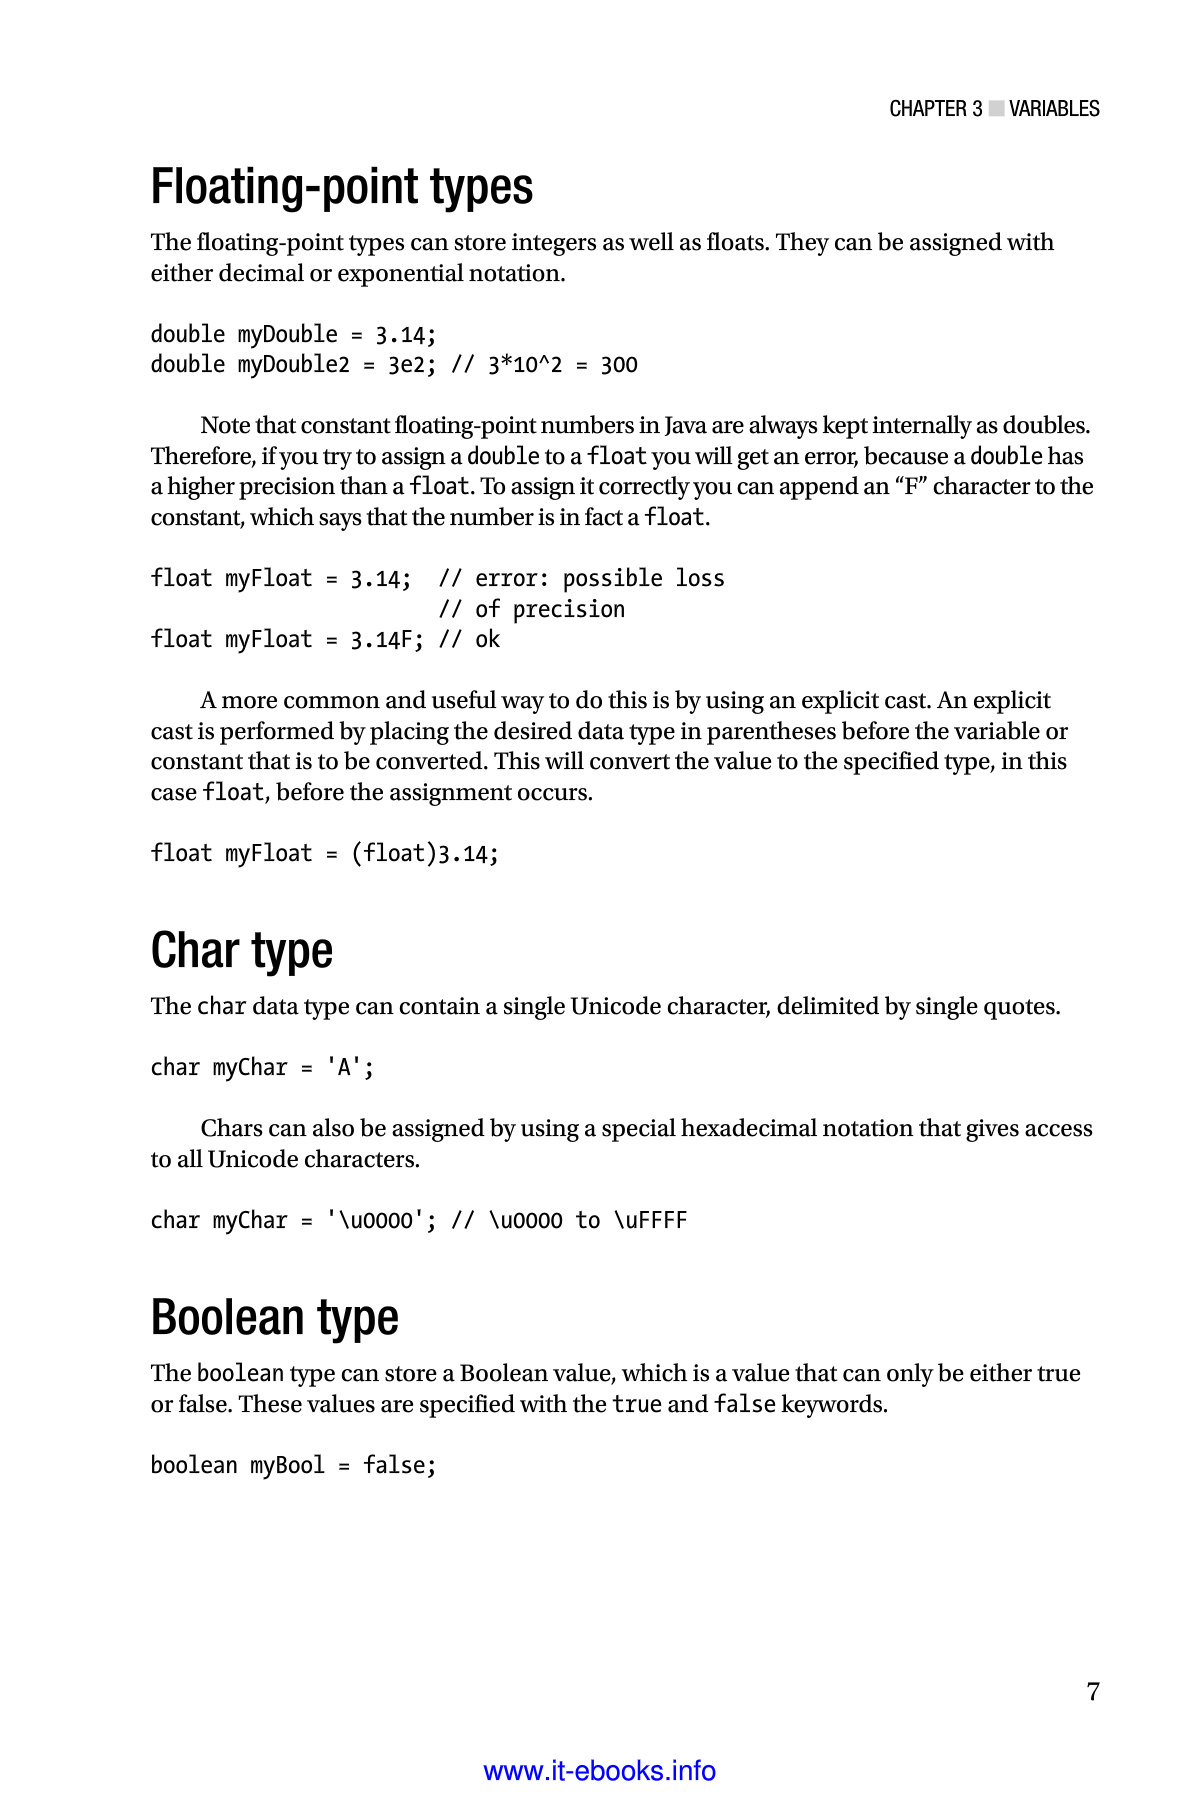 CHAPTER 3 ■ VARIABLES
Floating-point types
The floating-point types can store integers as well as floats. They can be assigned with
either decimal or exponential notation.
double myDouble = 3.14;
double myDouble2 = 3e2; // 3*10^2 = 300
Note that constant floating-point numbers in Java are always kept internally as doubles.
Therefore, if you try to assign a double to a float you will get an error, because a double has
a higher precision than a float. To assign it correctly you can append an “F” character to the
constant, which says that the number is in fact a float.
float myFloat = 3.14;  // error: possible loss
                       // of precision
float myFloat = 3.14F; // ok
A more common and useful way to do this is by using an explicit cast. An explicit
cast is performed by placing the desired data type in parentheses before the variable or
constant that is to be converted. This will convert the value to the specified type, in this
case float, before the assignment occurs.
float myFloat = (float)3.14;
Char type
The char data type can contain a single Unicode character, delimited by single quotes.
char myChar = 'A';
Chars can also be assigned by using a special hexadecimal notation that gives access
to all Unicode characters.
char myChar = '\u0000'; // \u0000 to \uFFFF
Boolean type
The boolean type can store a Boolean value, which is a value that can only be either true
or false. These values are specified with the true and false keywords.
boolean myBool = false;
7
www.it-ebooks.info